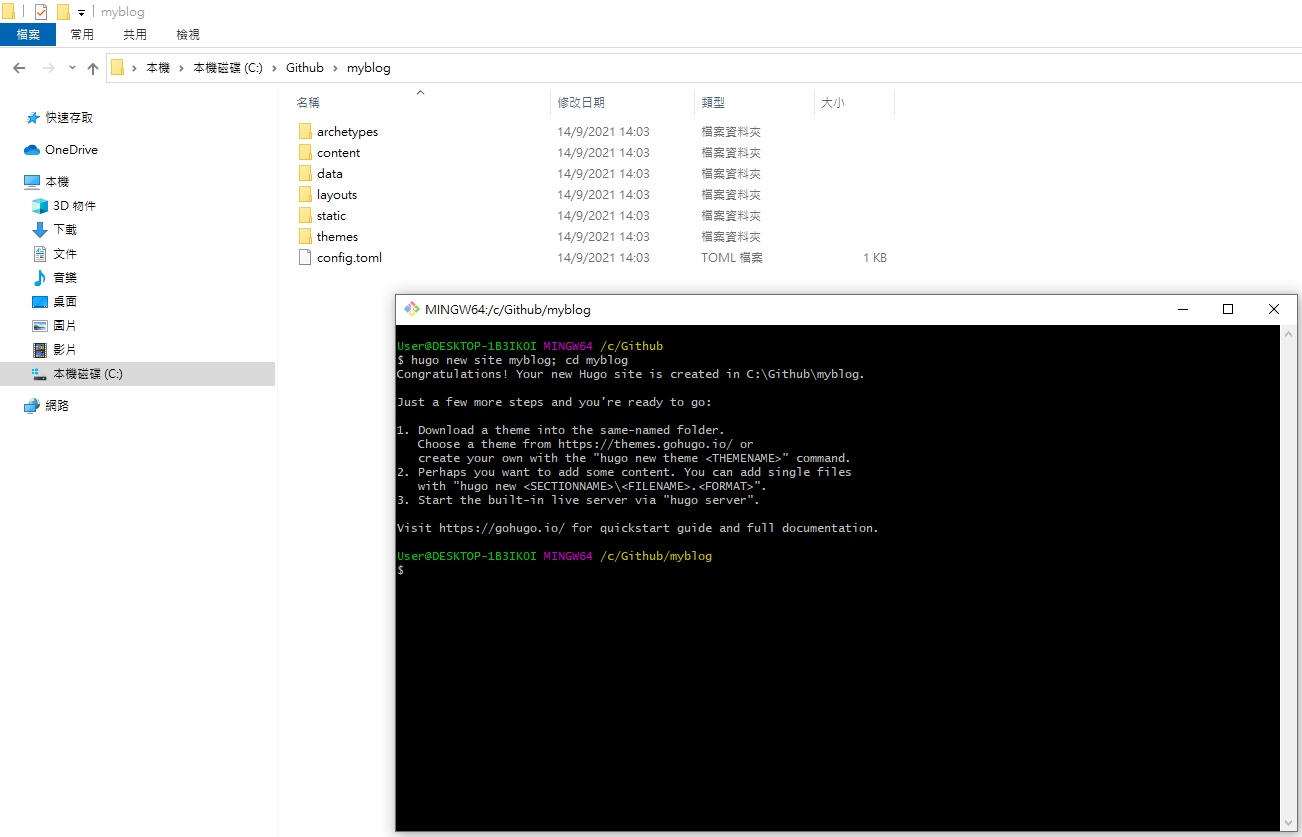 myblog
檔案 常用 共用 檢視
本機 本機磁碟 (C:) Github myblog
名稱 修改日期 類型 大小
快速存取
OneDrive
本機
3D 物件
下載
文件
音樂
桌面
圖片
影片
本機磁碟 (C:)
網路
archetypes 14/9/2021 14:03 檔案資料夾
content 14/9/2021 14:03 檔案資料夾
data 14/9/2021 14:03 檔案資料夾
layouts 14/9/2021 14:03 檔案資料夾
static 14/9/2021 14:03 檔案資料夾
themes 14/9/2021 14:03 檔案資料夾
config.toml 14/9/2021 14:03 TOML 檔案 1 KB
MINGW64:/c/Github/myblog
User@DESKTOP-1B3IKOI MINGW64 /c/Github
$ hugo new site myblog; cd myblog
Congratulations! Your new Hugo site is created in C:\Github\myblog.
Just a few more steps and you're ready to go:
1. Download a theme into the same-named folder.
Choose a theme from https://themes.gohugo.io/ or
create your own with the "hugo new theme <THEMENAME>" command.
2. Perhaps you want to add some content. You can add single files
with "hugo new <SECTIONNAME>\<FILENAME>.<FORMAT>".
3. Start the built-in live server via "hugo server".
Visit https://gohugo.io/ for quickstart guide and full documentation.
User@DESKTOP-1B3IKOI MINGW64 /c/Github/myblog
$